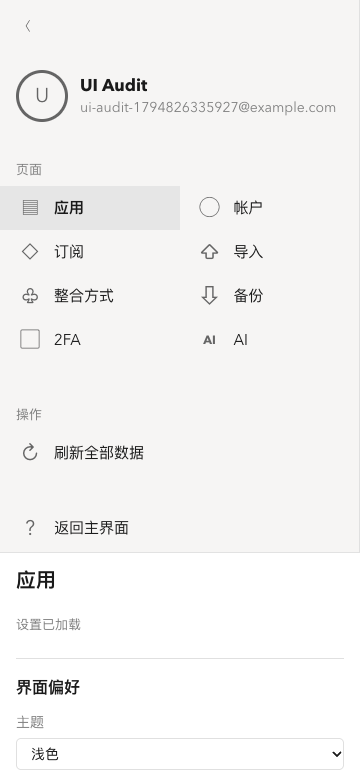 U
UI Audit
ui-audit-1794826335927@example.com
页面
应用
帐户
订阅
导入
整合方式
备份
2FA
AI AI
操作
刷新全部数据
? 返回主界面
应用
设置已加载
界面偏好
主题
浅色